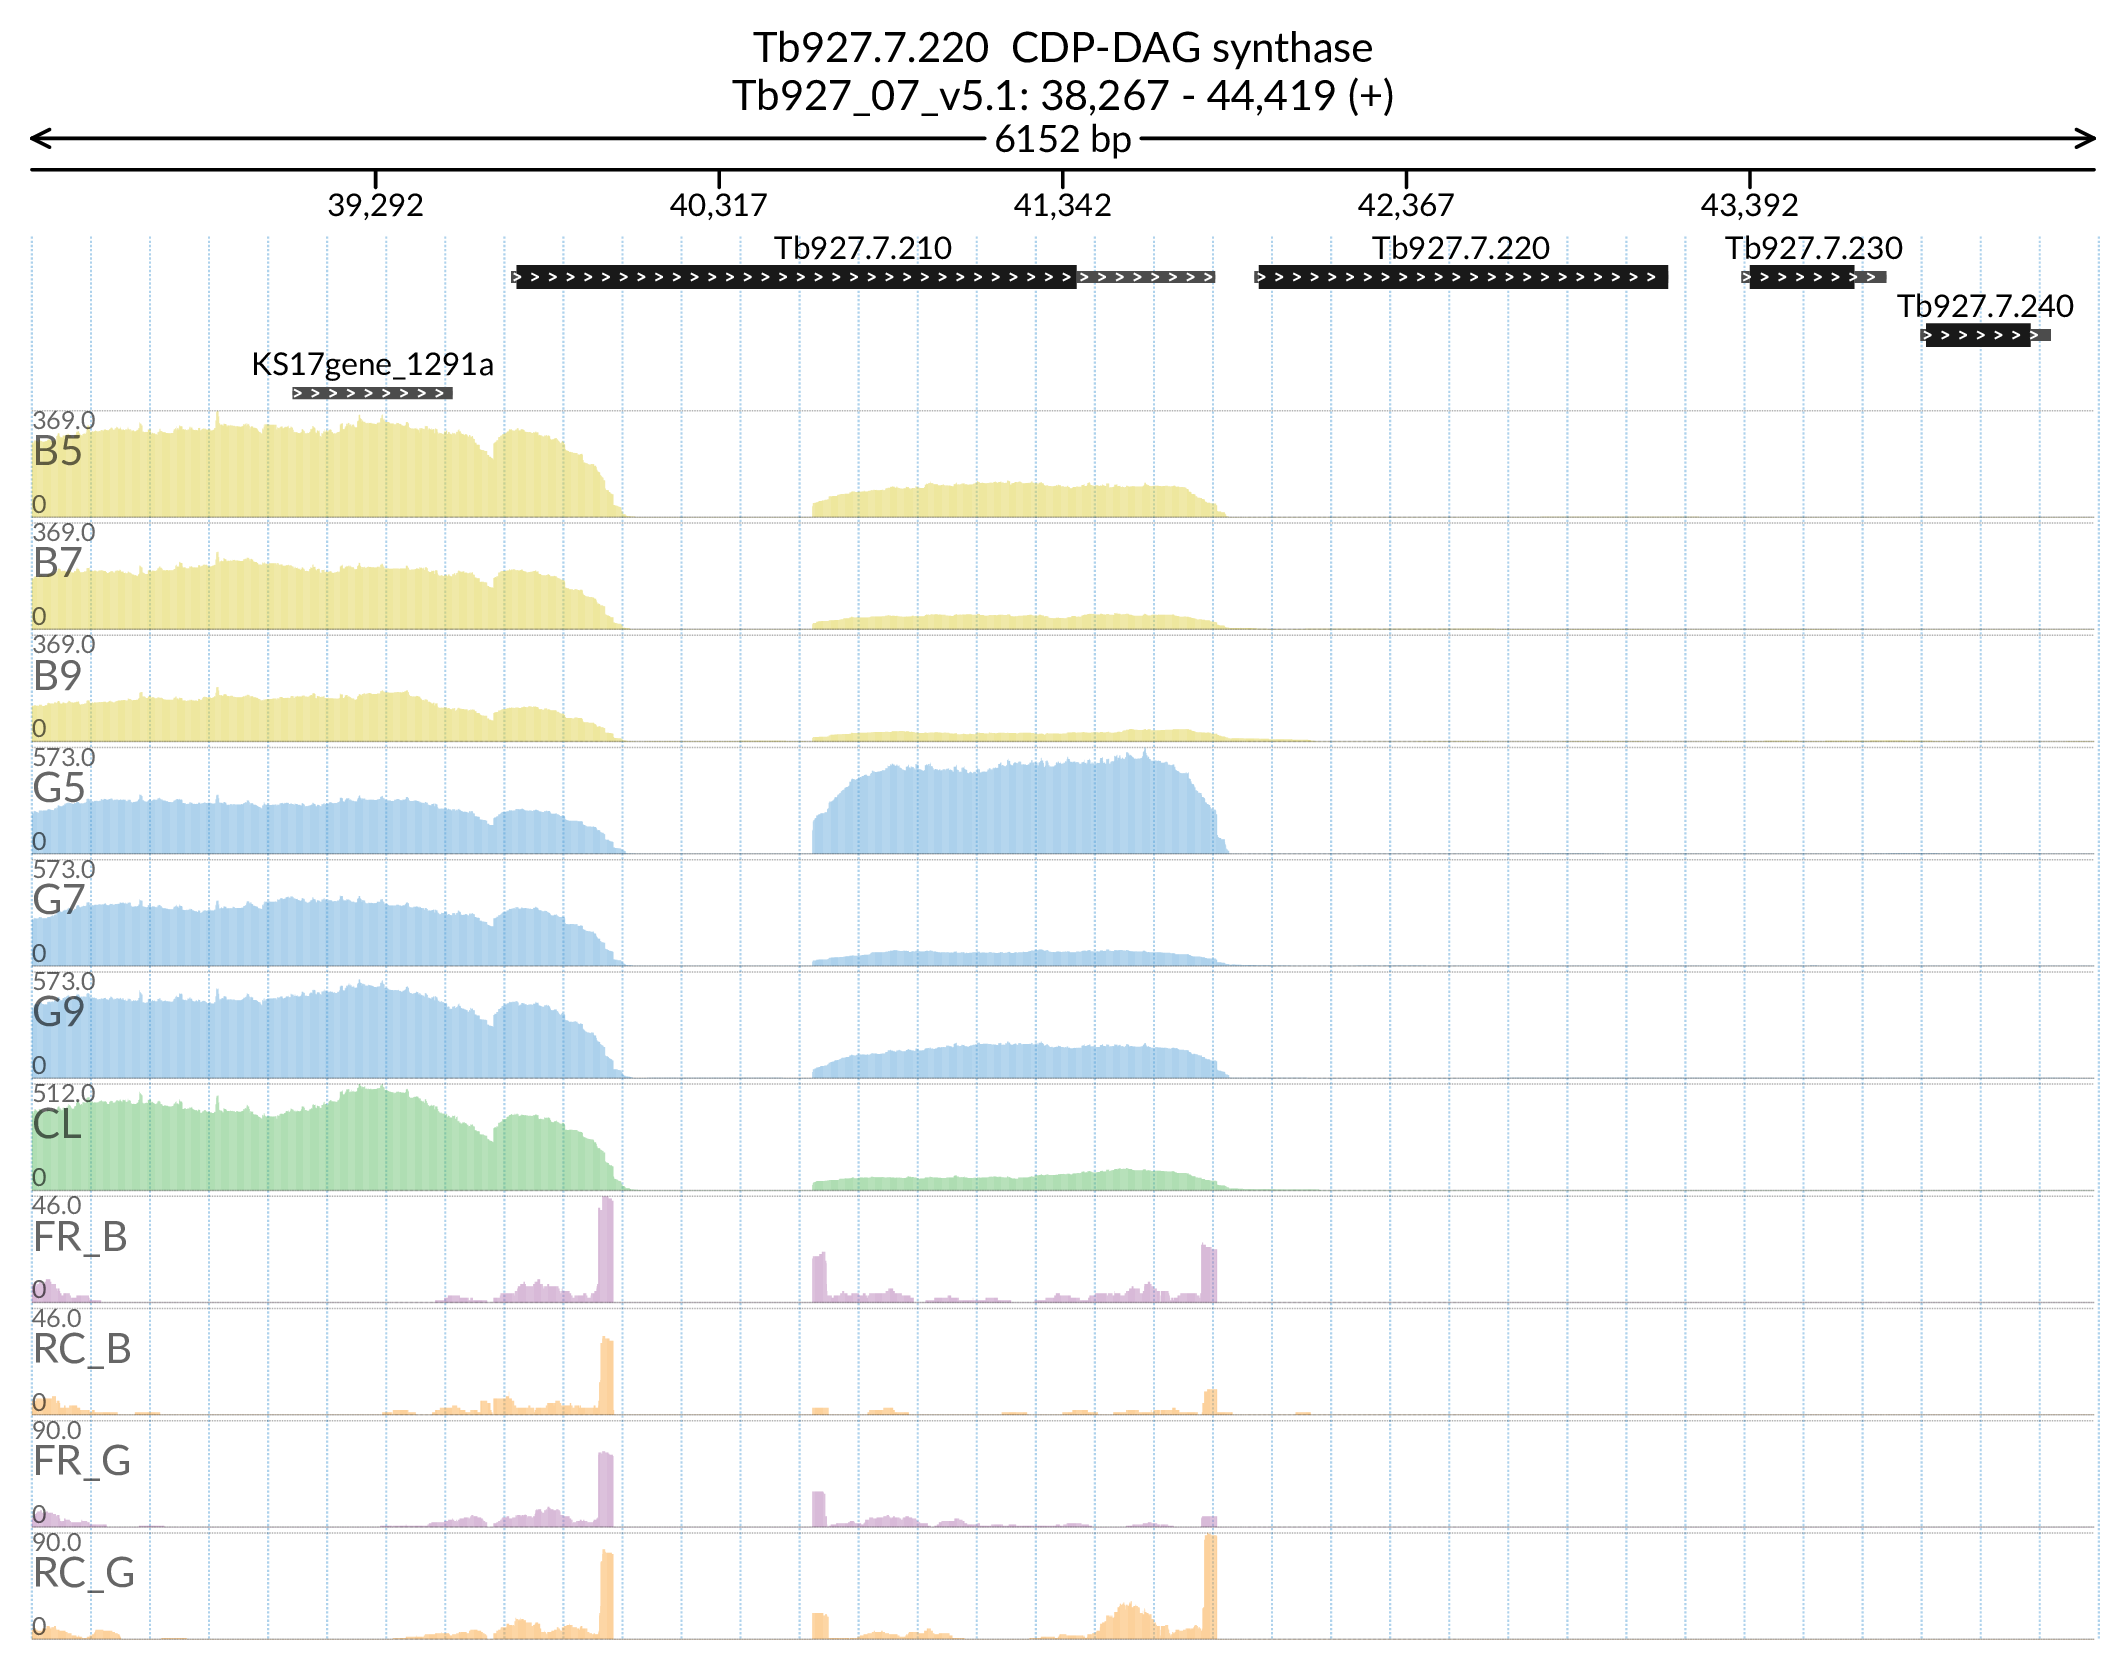 Tb927.7.220 CDP-DAG synthase
Tb927_07_v5.1: 38,267 - 44,419 (+)
6152 bp
39,292 40,317 41,342 42,367 43,392
Tb927.7.210 Tb927.7.220 Tb927.7.230
Tb927.7.240
KS17gene_1291a
369.0
B5
0
369.0
B7
0
369.0
B9
0
573.0
G5
0
573.0
G7
0
573.0
G9
0
512.0
CL
0
46.0
FR_B
0
46.0
RC_B
0
90.0
FR_G
0
90.0
RC_G
0